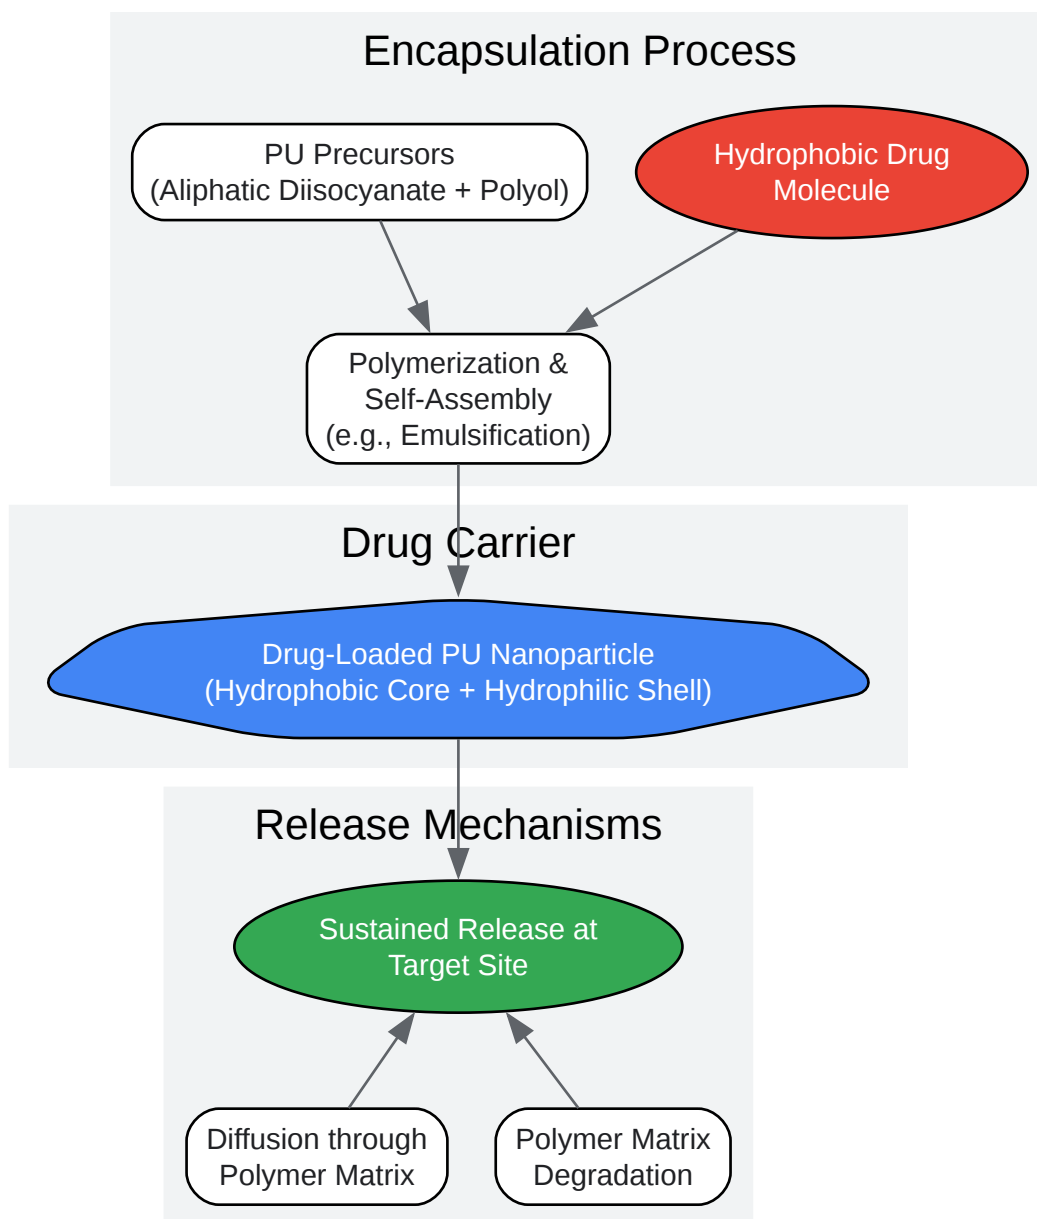 Encapsulation Process
PU Precursors
(Aliphatic Diisocyanate + Polyol)
Hydrophobic Drug
Molecule
Polymerization &
Self-Assembly
(e.g., Emulsification)
Drug Carrier
Drug-Loaded PU Nanoparticle
(Hydrophobic Core + Hydrophilic Shell)
Release Mechanisms
Sustained Release at
Target Site
Diffusion through
Polymer Matrix
Polymer Matrix
Degradation